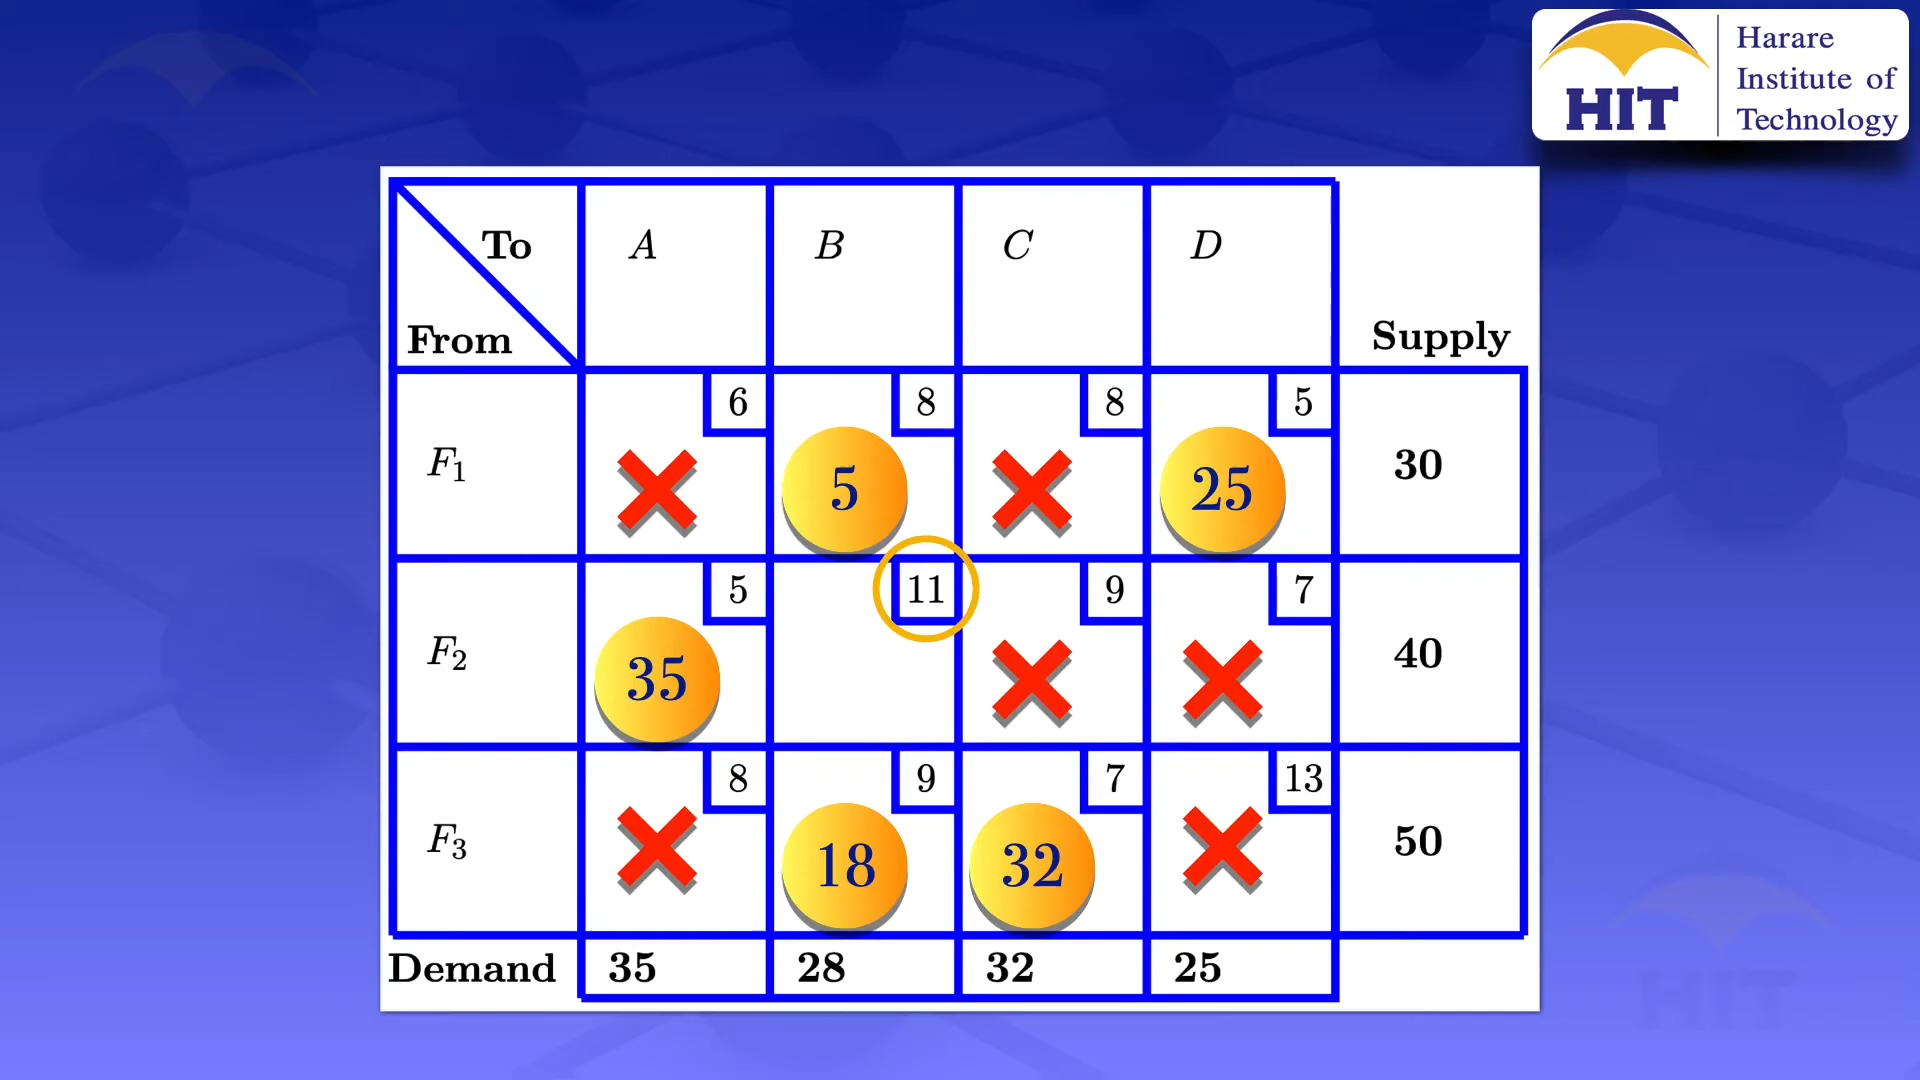 HIT
Harare
Institute of
Technology
To A B C D
From Supply
6 8 8 5
F1 5 25 30
5 11 9 7
F2 35 40
8 9 7 13
F3 18 32 50
Demand 35 28 32 25
HIT